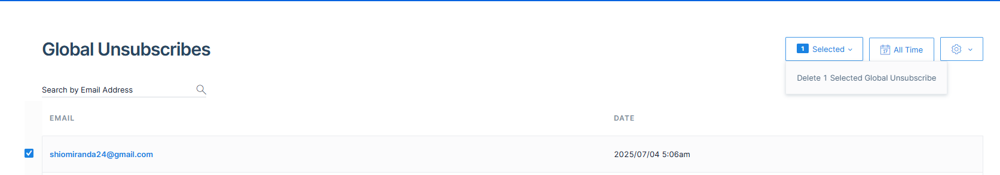 Global Unsubscribes
1 Selected
17 All Time
Delete 1 Selected Global Unsubscribe
Search by Email Address
EMAIL DATE
shiomiranda24@gmail.com 2025/07/04 5:06am